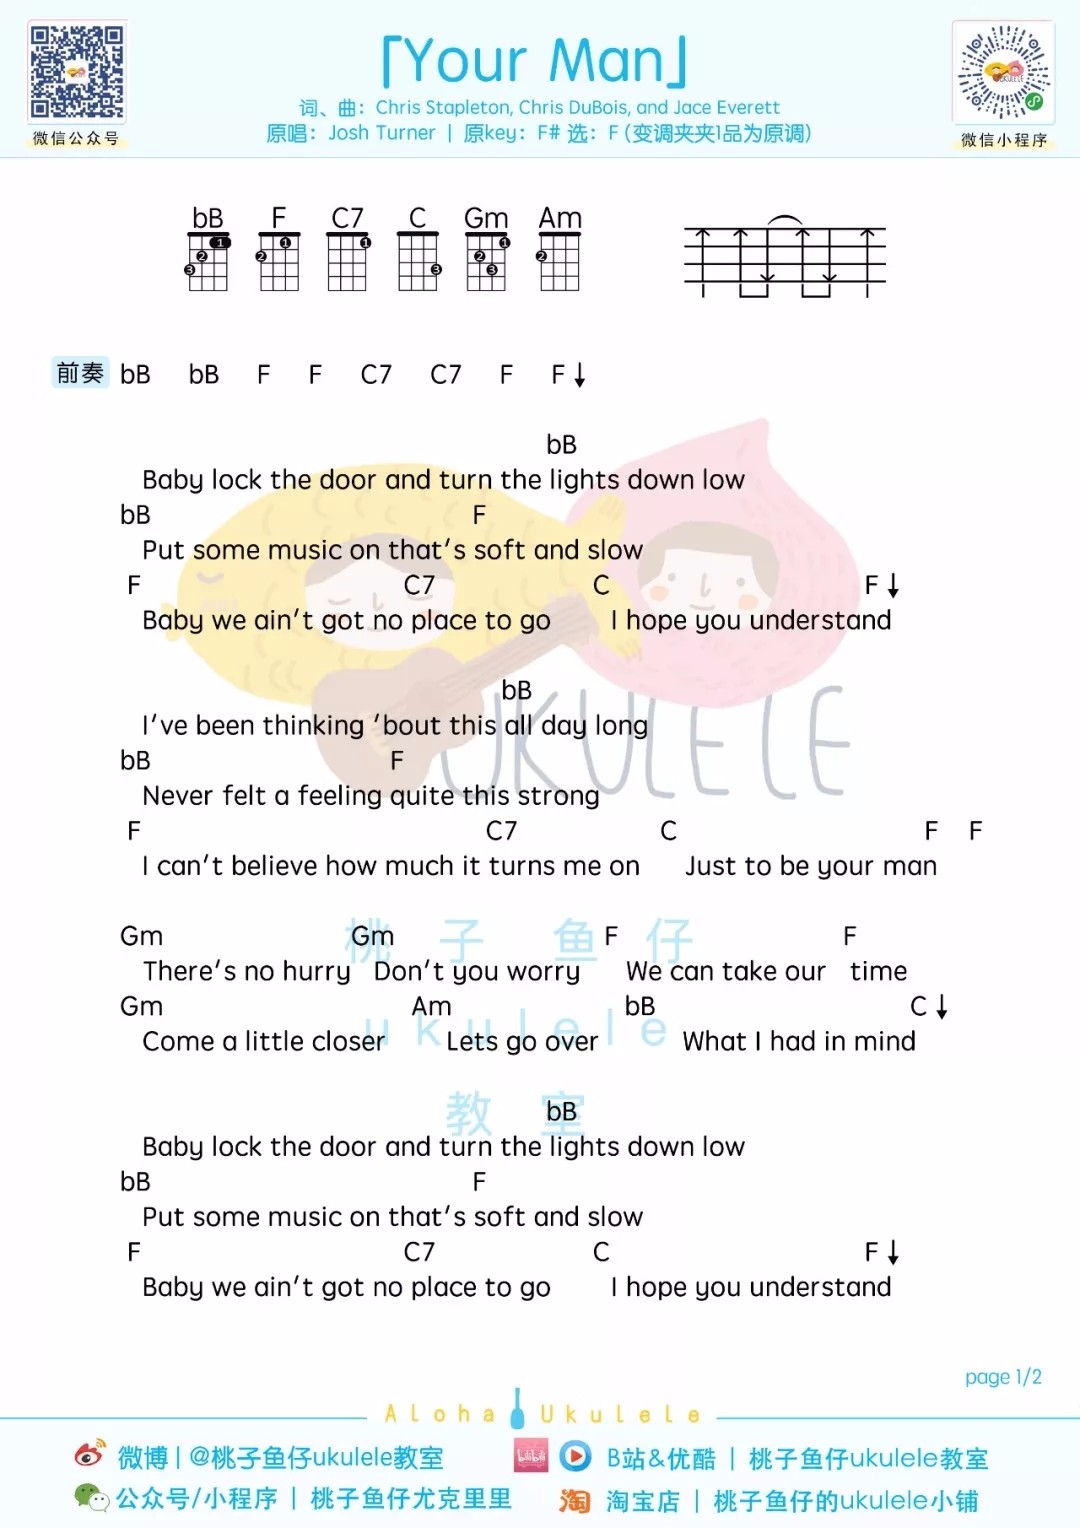 「Your Man」
词、曲：Chris Stapleton, Chris DuBois, and Jace Everett
原唱：Josh Turner | 原key：F# 选：F (变调夹夹1品为原调)
微信公众号
微信小程序
bB F C7 C Gm Am
前奏 bB bB F F C7 C7 F F↓
bB
Baby lock the door and turn the lights down low
bB F
Put some music on that's soft and slow
F C7 C F↓
Baby we ain't got no place to go I hope you understand
bB
I've been thinking 'bout this all day long
bB F
Never felt a feeling quite this strong
F C7 C F F
I can't believe how much it turns me on Just to be your man
Gm Gm F F
There's no hurry Don't you worry We can take our time
Gm Am bB C↓
Come a little closer Lets go over What I had in mind
bB
Baby lock the door and turn the lights down low
bB F
Put some music on that's soft and slow
F C7 C F↓
Baby we ain't got no place to go I hope you understand
UKULELE
桃子鱼仔
ukulele
教室
page 1/2
Aloha Ukulele
微博 | @桃子鱼仔ukulele教室
bilibili B站&优酷 | 桃子鱼仔ukulele教室
公众号/小程序 | 桃子鱼仔尤克里里
淘 淘宝店 | 桃子鱼仔的ukulele小铺